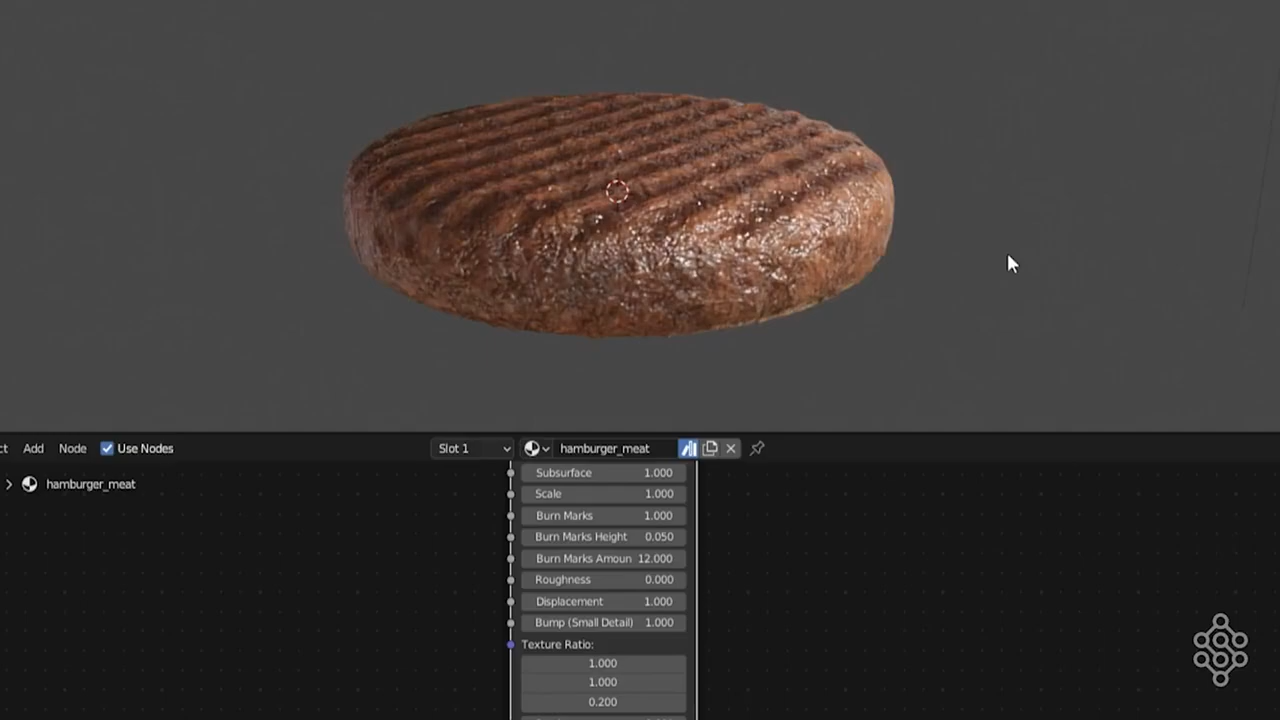 ct Add Node Use Nodes Slot 1 hamburger_meat
hamburger_meat
Subsurface 1.000
Scale 1.000
Burn Marks 1.000
Burn Marks Height 0.050
Burn Marks Amoun 12.000
Roughness 0.000
Displacement 1.000
Bump (Small Detail) 1.000
Texture Ratio:
1.000
1.000
0.200